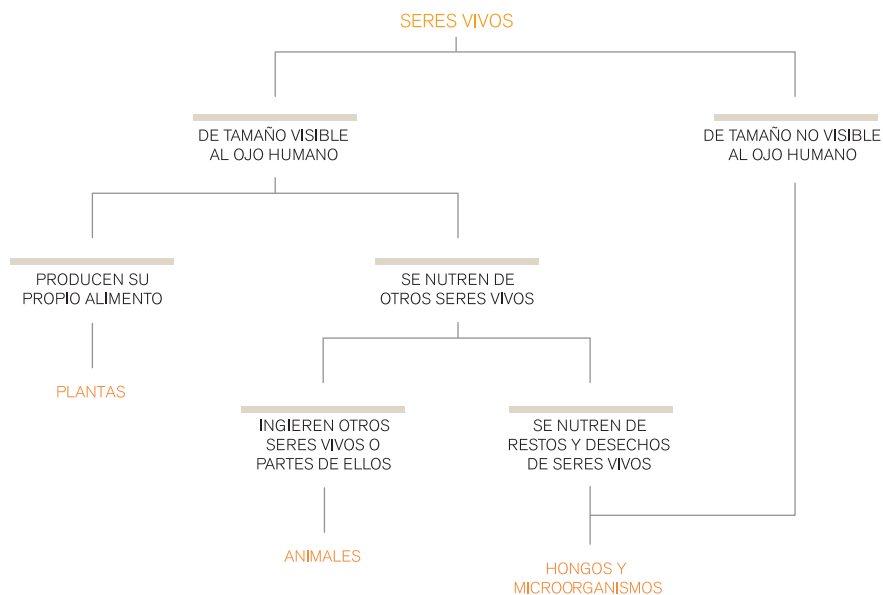 SERES VIVOS
DE TAMAÑO VISIBLE
AL OJO HUMANO
DE TAMAÑO NO VISIBLE
AL OJO HUMANO
PRODUCEN SU
PROPIO ALIMENTO
SE NUTREN DE
OTROS SERES VIVOS
PLANTAS
INGIEREN OTROS
SERES VIVOS O
PARTES DE ELLOS
SE NUTREN DE
RESTOS Y DESECHOS
DE SERES VIVOS
ANIMALES
HONGOS Y
MICROORGANISMOS